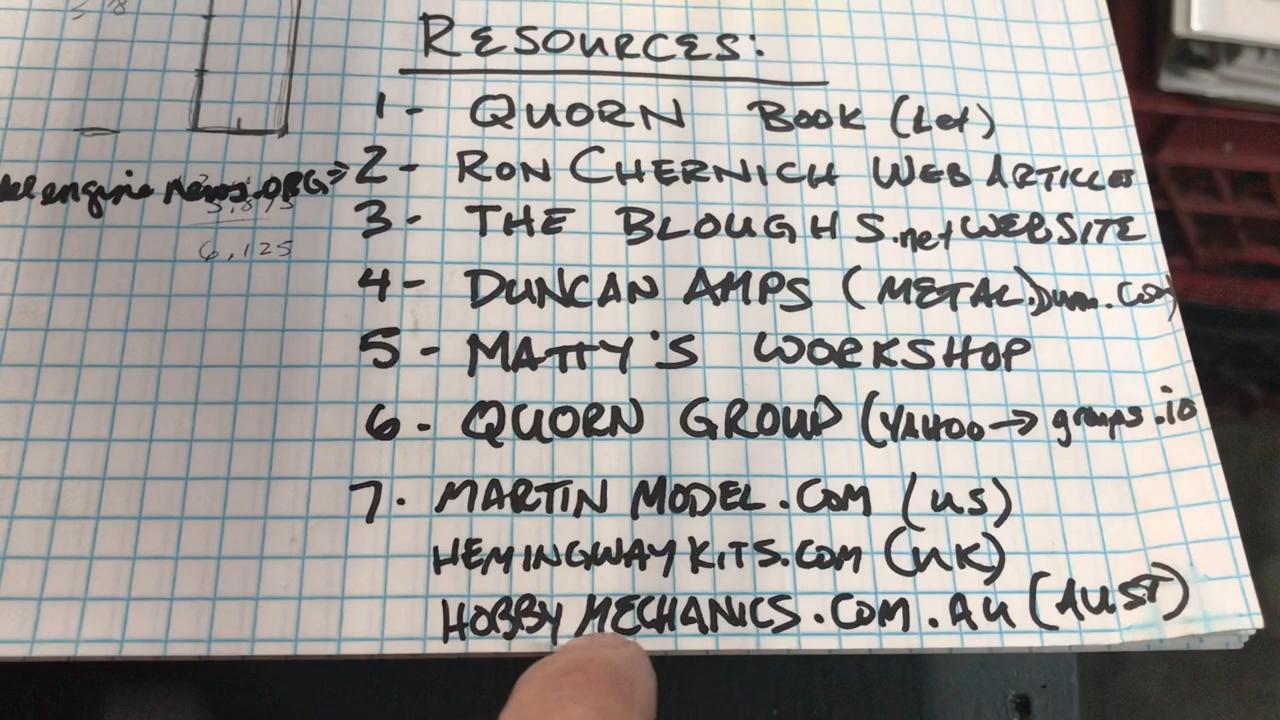 RESOURCES:
1- QUORN BOOK (Let)
2- RON CHERNICH WEB ARTICLES
engine news.ORG
3- THE BLOUGHS.net WEBSITE
6,125
4- DUNCAN AMPS (METAL.Dunn.com)
5- MATTY'S WORKSHOP
6- QUORN GROUP (YAHOO → groups.io
7. MARTIN MODEL.COM (US)
HEMINGWAY KITS.COM (UK)
HOBBY MECHANICS.COM.AU (AUST)